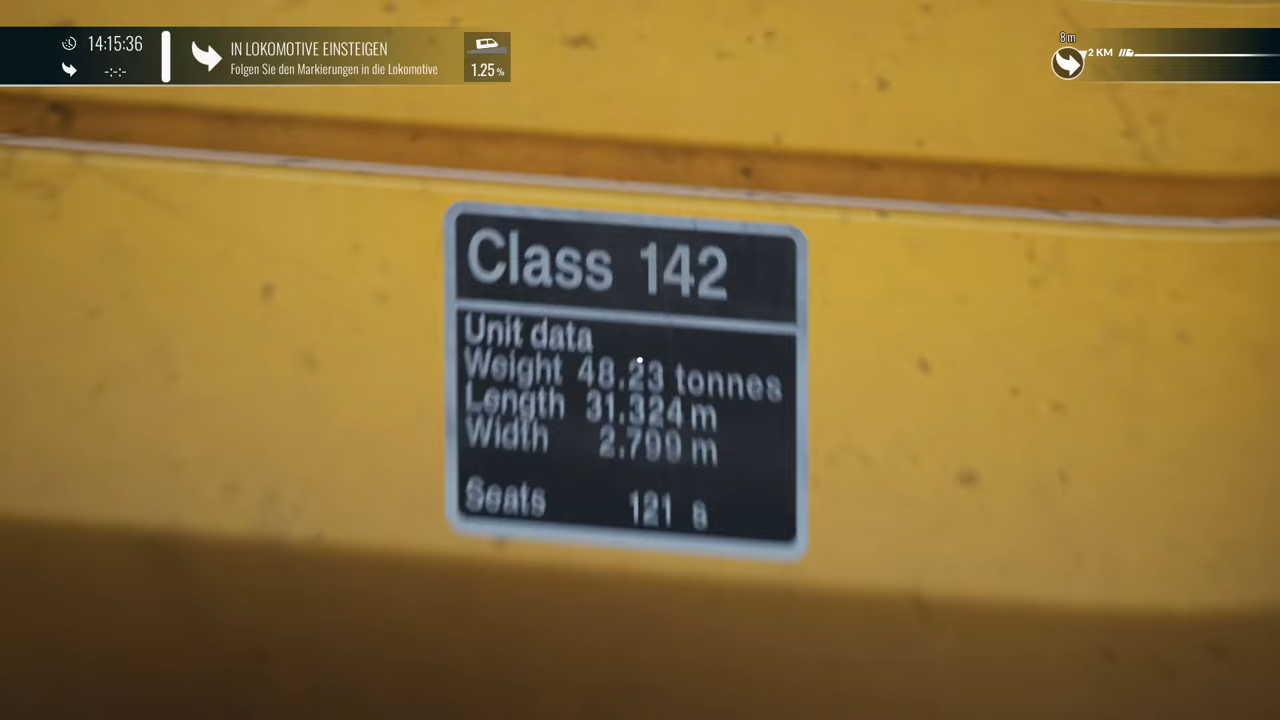 14:15:36
-:-:-
IN LOKOMOTIVE EINSTEIGEN
Folgen Sie den Markierungen in die Lokomotive
1.25 %
8 m
2 KM
Class 142
Unit data
Weight 48.23 tonnes
Length 31.324 m
Width 2.799 m
Seats 121 s